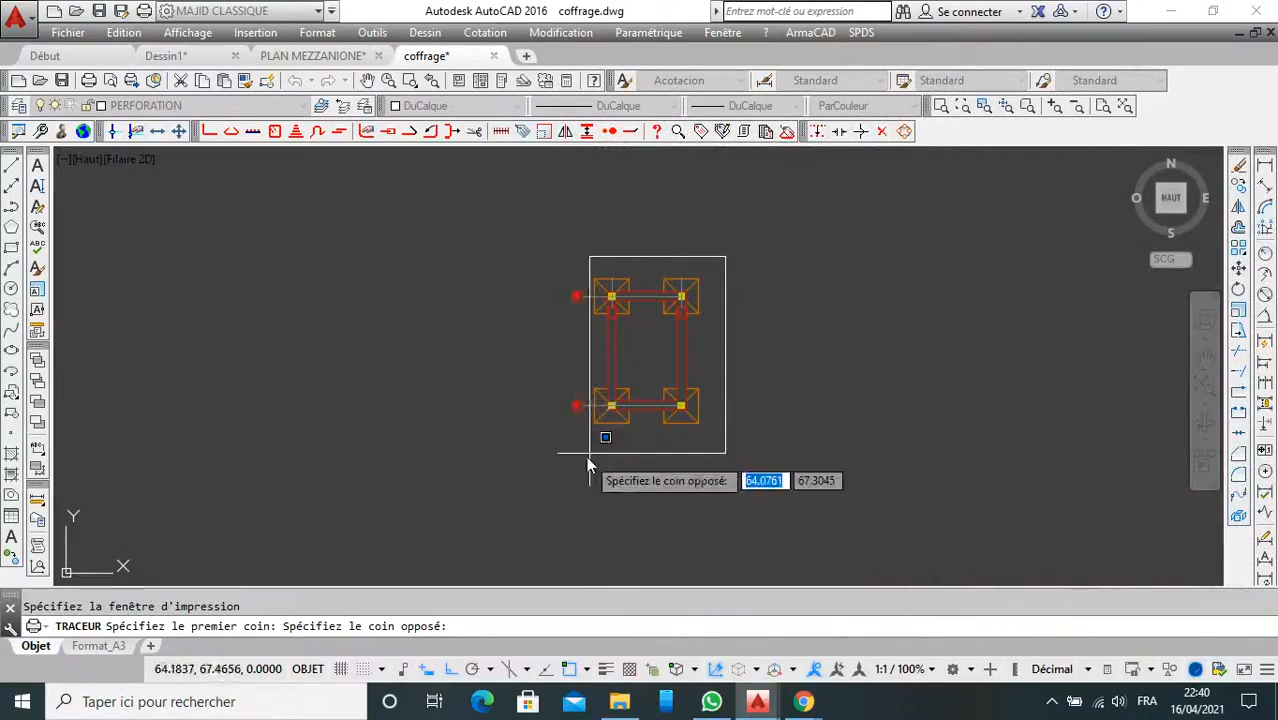 MAJID CLASSIQUE
Autodesk AutoCAD 2016 coffrage.dwg
Entrez mot-clé ou expression
Se connecter
Fichier Edition Affichage Insertion Format Outils Dessin Cotation Modification Paramétrique Fenêtre ? ArmaCAD SPDS
Début Dessin1* PLAN MEZZANIONE* coffrage*
Acotacion Standard Standard Standard
PERFORATION DuCalque DuCalque DuCalque ParCouleur
[−][Haut][Filaire 2D]
N
O HAUT E
S
SCG
Spécifiez le coin opposé: 64.0761 67.3045
Y
X
Spécifiez la fenêtre d'impression
TRACEUR Spécifiez le premier coin: Spécifiez le coin opposé:
Objet Format_A3
64.1837, 67.4656, 0.0000 OBJET 1:1 / 100% Décimal
Taper ici pour rechercher
FRA
22:40
16/04/2021